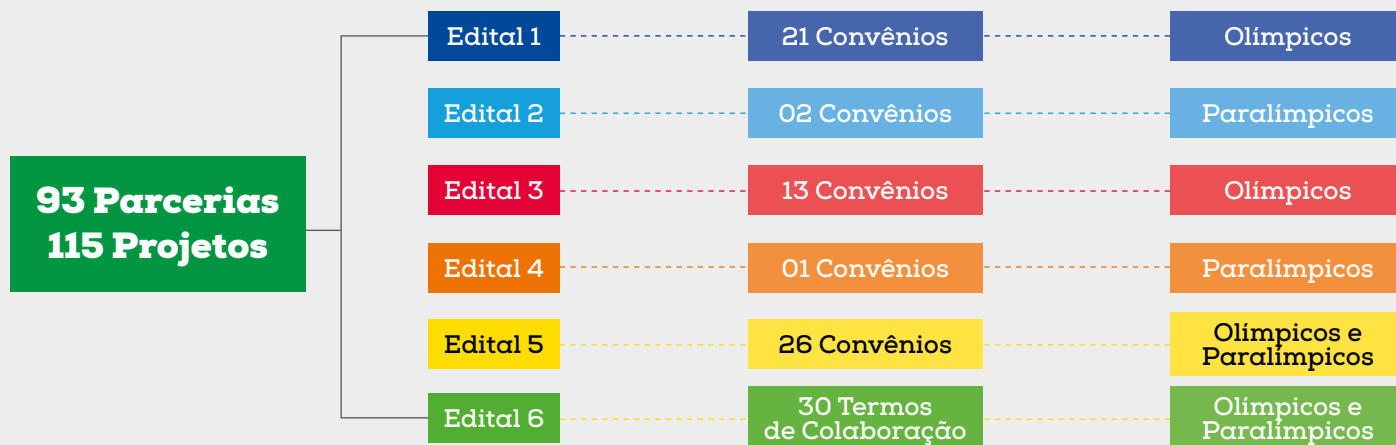 93 Parcerias
115 Projetos
Edital 1
21 Convênios
Olímpicos
Edital 2
02 Convênios
Paralímpicos
Edital 3
13 Convênios
Olímpicos
Edital 4
01 Convênios
Paralímpicos
Edital 5
26 Convênios
Olímpicos e
Paralímpicos
Edital 6
30 Termos
de Colaboração
Olímpicos e
Paralímpicos